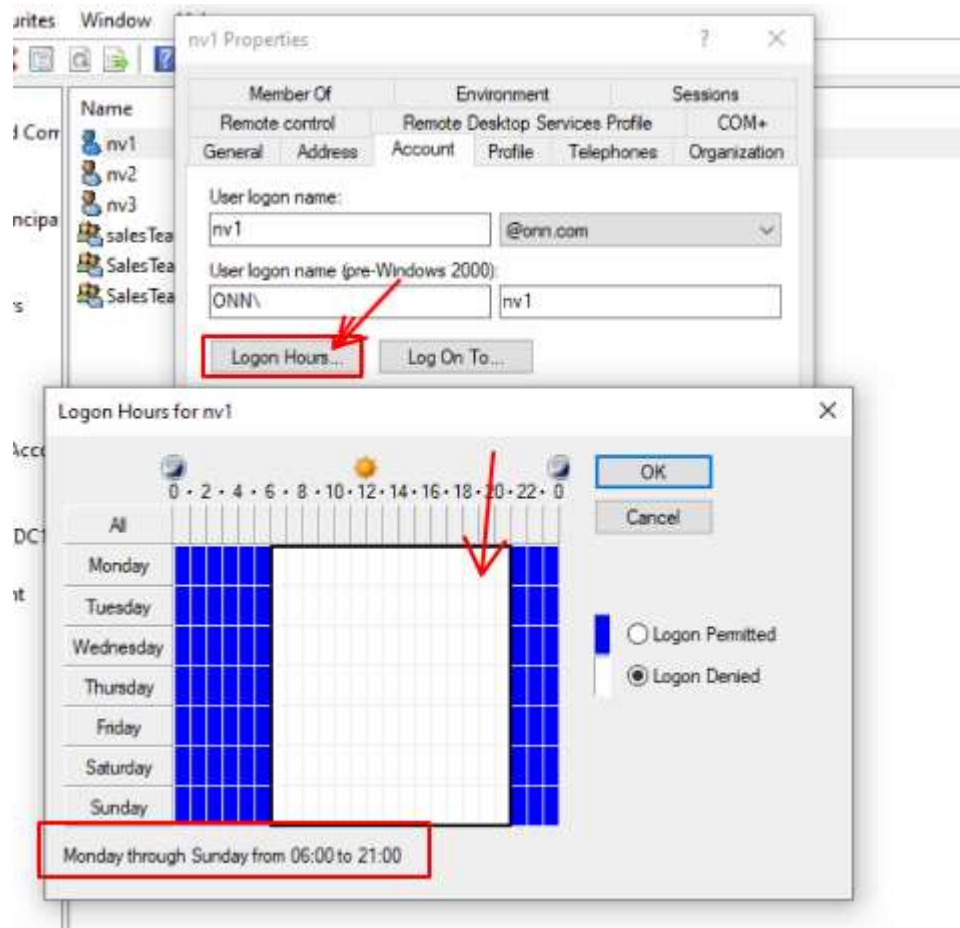 Window
nv1 Properties ? ×
Member Of Environment Sessions
Remote control Remote Desktop Services Profile COM+
General Address Account Profile Telephones Organization
Name
nv1
nv2
nv3
salesTea
SalesTea
SalesTea
User logon name:
nv1 @onn.com
User logon name (pre-Windows 2000):
ONN\ nv1
Logon Hours... Log On To...
Logon Hours for nv1 ×
0 · 2 · 4 · 6 · 8 · 10 · 12 · 14 · 16 · 18 · 20 · 22 · 0
OK
All
Cancel
Monday
Tuesday
Wednesday
Logon Permitted
Thursday
Logon Denied
Friday
Saturday
Sunday
Monday through Sunday from 06:00 to 21:00